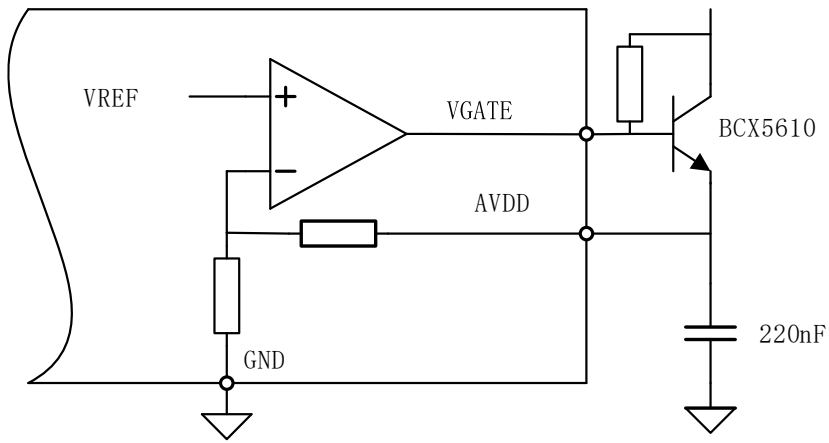 VREF
+
−
VGATE
BCX5610
AVDD
220nF
GND